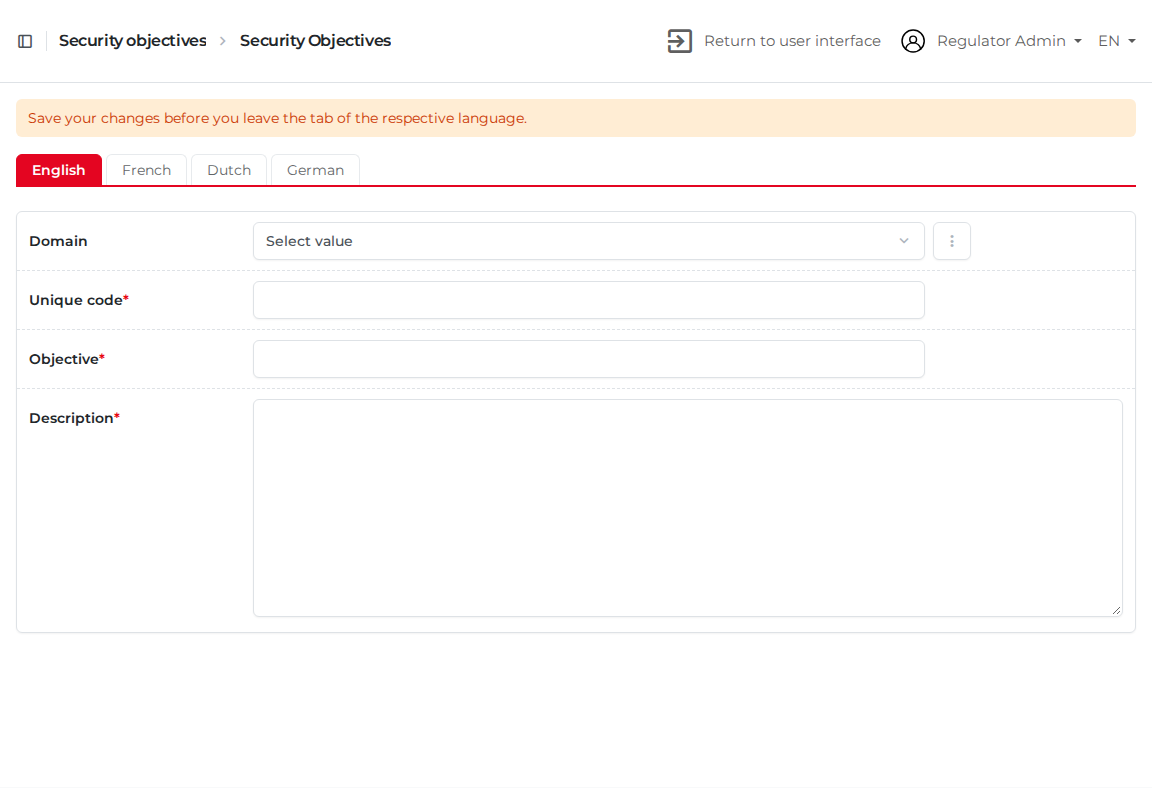 Security objectives Security Objectives Return to user interface Regulator Admin EN
Save your changes before you leave the tab of the respective language.
English French Dutch German
Domain Select value
Unique code*
Objective*
Description*